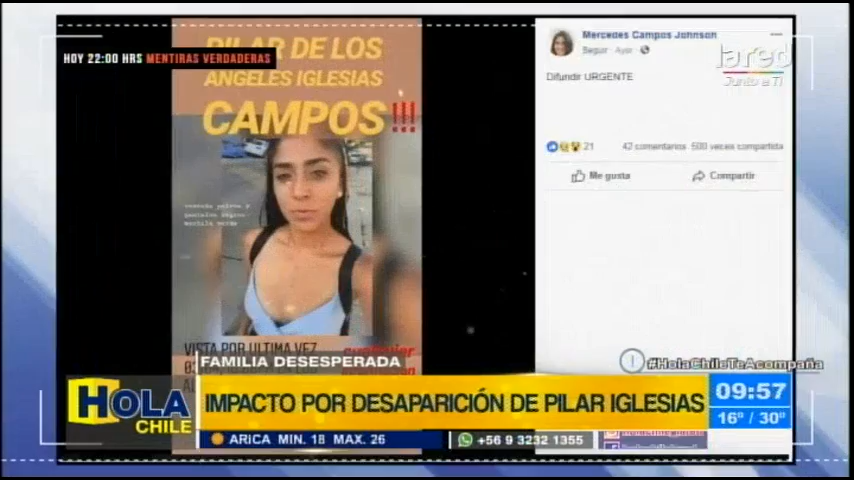 HOY 22:00 HRS MENTIRAS VERDADERAS
PILAR DE LOS
ANGELES IGLESIAS
CAMPOS!!!
VISTA POR ULTIMA VEZ
Mercedes Campos Johnson
Seguir · Ayer ·
Difundir URGENTE
21 42 comentarios 500 veces compartida
Me gusta Compartir
lared
Junto a Ti
#HolaChileTeAcompaña
FAMILIA DESESPERADA
HOLA
CHILE
IMPACTO POR DESAPARICIÓN DE PILAR IGLESIAS
09:57
16° / 30°
ARICA MIN. 18 MAX. 26
+56 9 3232 1355